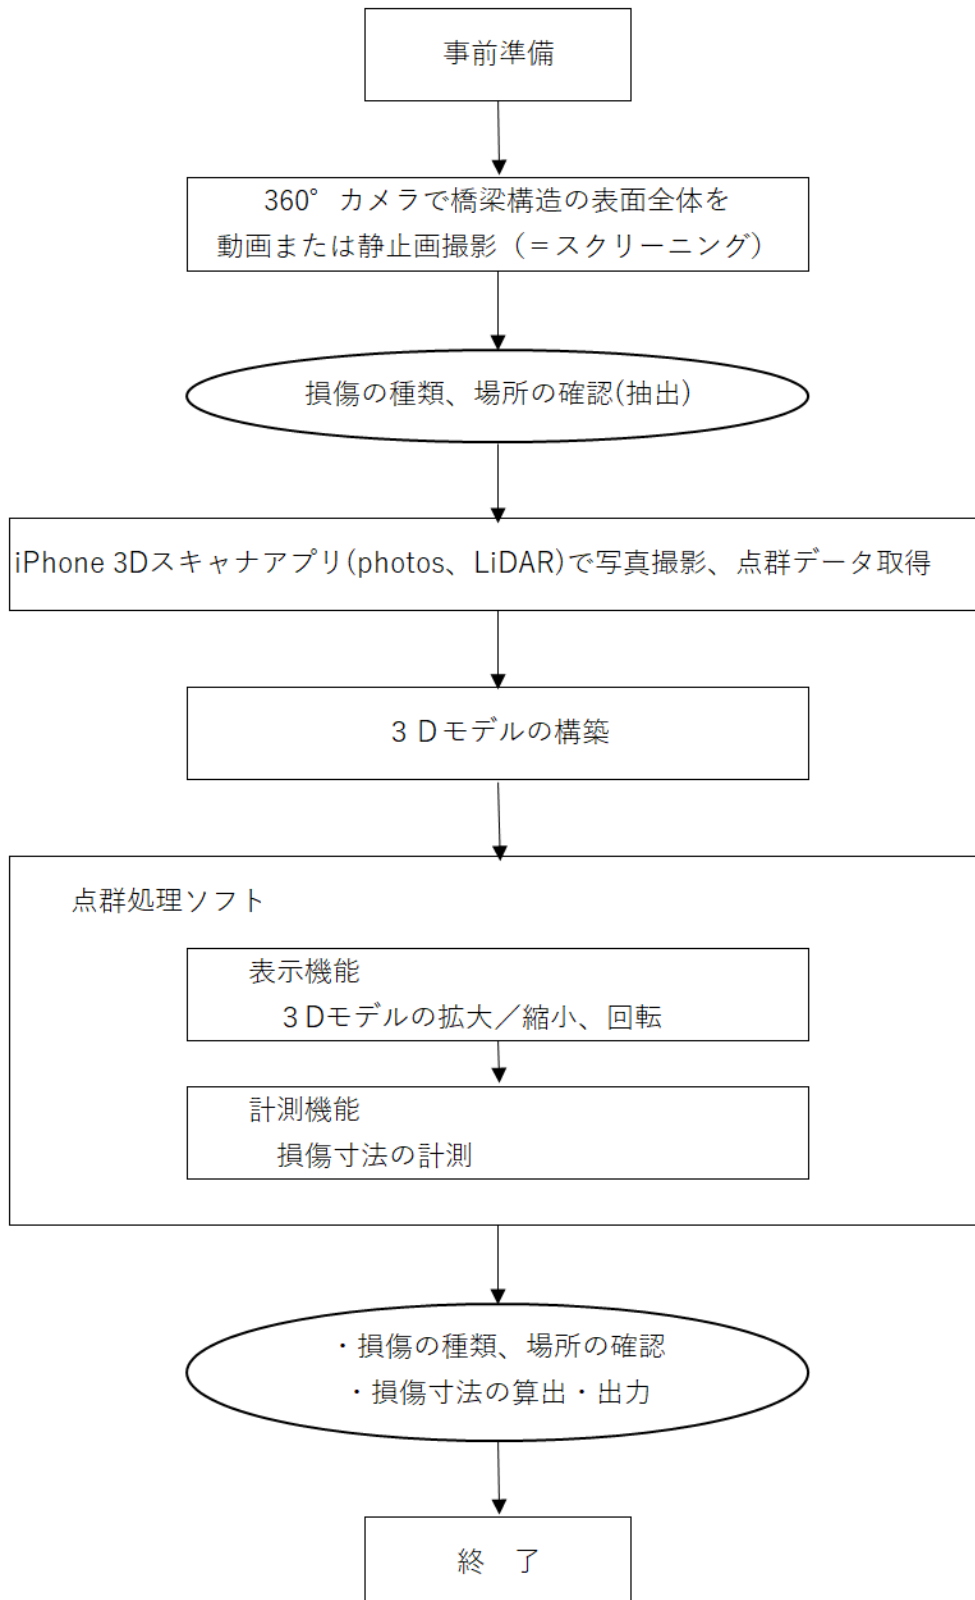 事前準備
360°カメラで橋梁構造の表面全体を
動画または静止画撮影（＝スクリーニング）
損傷の種類、場所の確認(抽出)
iPhone 3Dスキャナアプリ(photos、LiDAR)で写真撮影、点群データ取得
３Ｄモデルの構築
点群処理ソフト
表示機能
３Dモデルの拡大／縮小、回転
計測機能
損傷寸法の計測
・損傷の種類、場所の確認
・損傷寸法の算出・出力
終　了